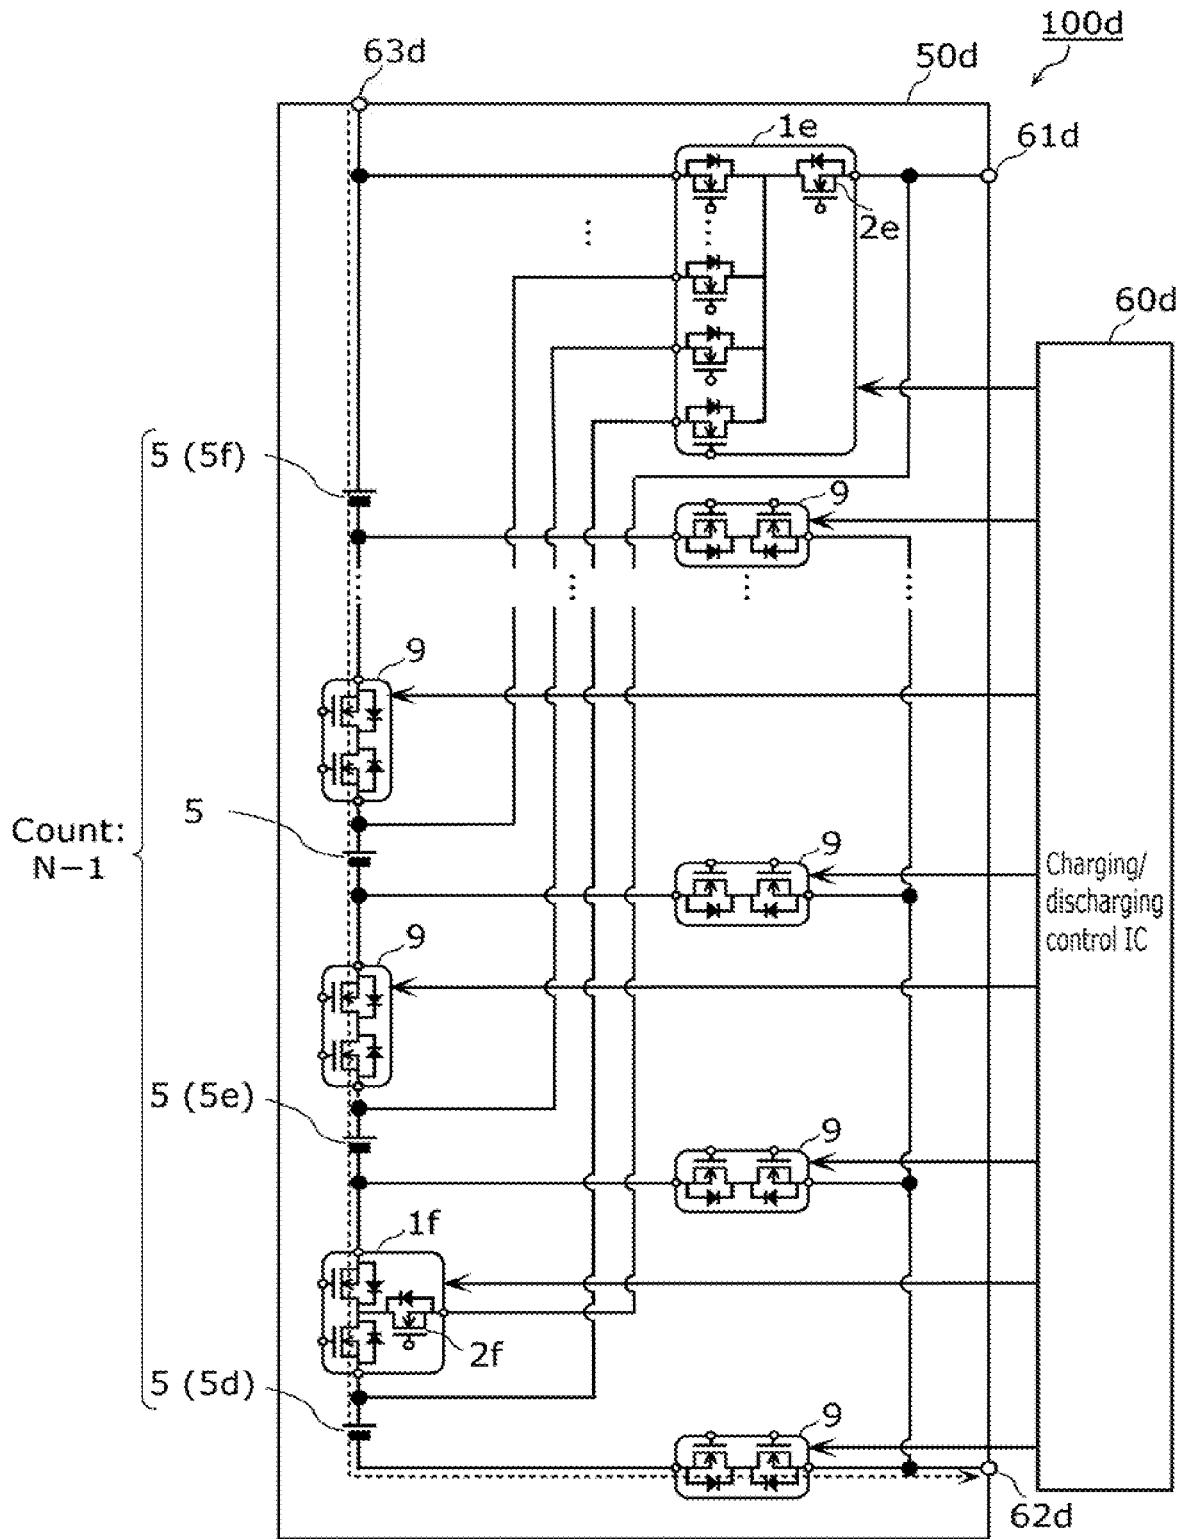 100d
63d
50d
1e
61d
2e
60d
5 (5f)
9
9
5
Count:
N−1
9
9
Charging/
discharging
control IC
5 (5e)
9
1f
2f
5 (5d)
9
62d